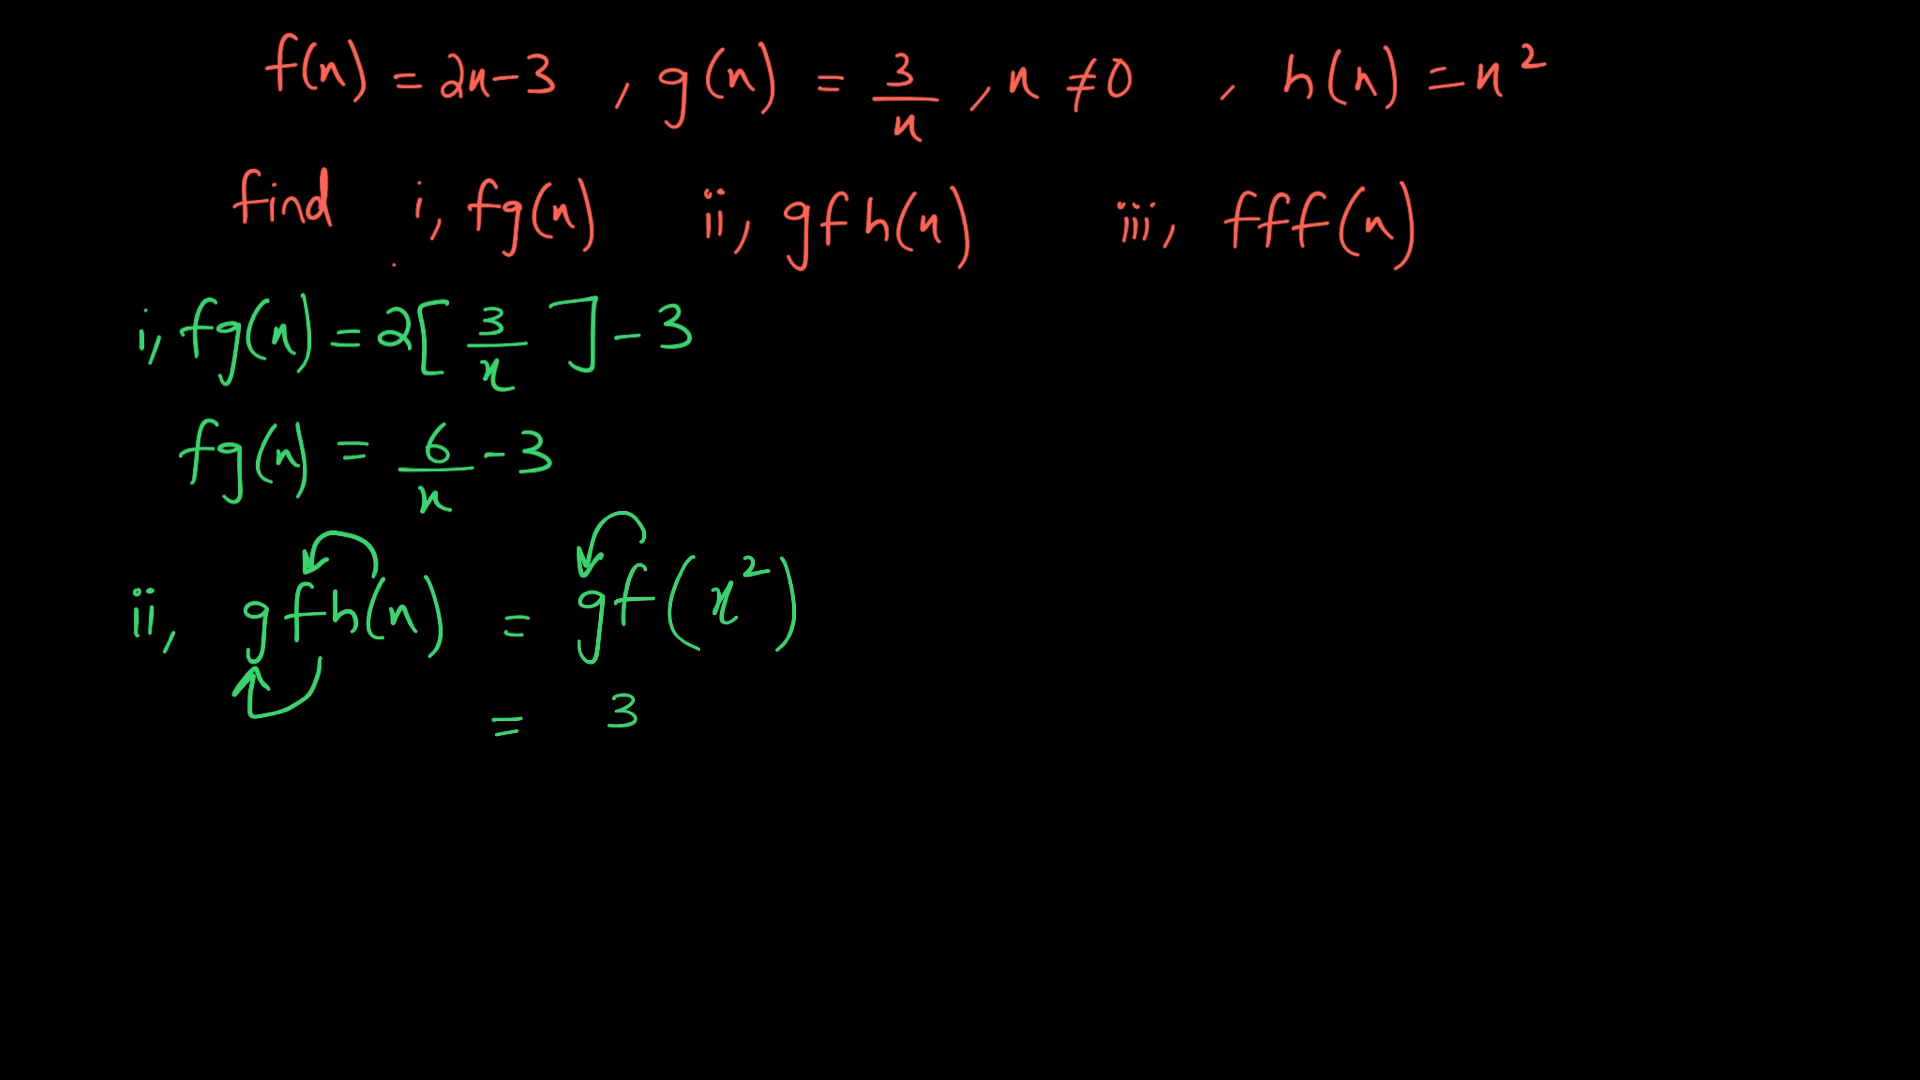 f(x) = 2x-3 , g(x) = 3/x , x ≠0 , h(x) = x²
find i, fg(x) ii, gfh(x) iii, fff(x)
i, fg(x) = 2[ 3/x ] - 3
fg(x) = 6/x - 3
ii, gfh(x) = gf(x²)
= 3